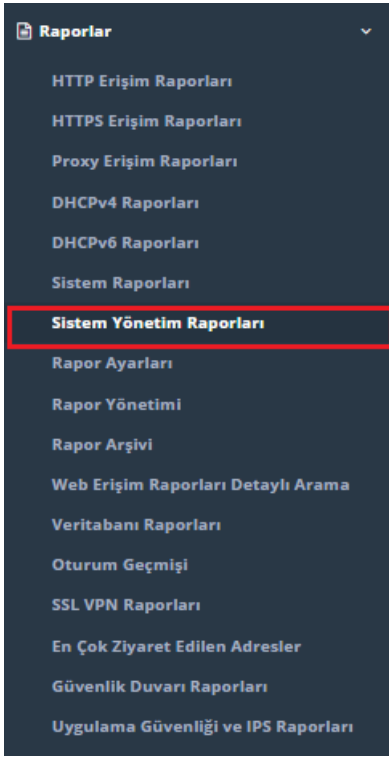 Raporlar
HTTP Erişim Raporları
HTTPS Erişim Raporları
Proxy Erişim Raporları
DHCPv4 Raporları
DHCPv6 Raporları
Sistem Raporları
Sistem Yönetim Raporları
Rapor Ayarları
Rapor Yönetimi
Rapor Arşivi
Web Erişim Raporları Detaylı Arama
Veritabanı Raporları
Oturum Geçmişi
SSL VPN Raporları
En Çok Ziyaret Edilen Adresler
Güvenlik Duvarı Raporları
Uygulama Güvenliği ve IPS Raporları